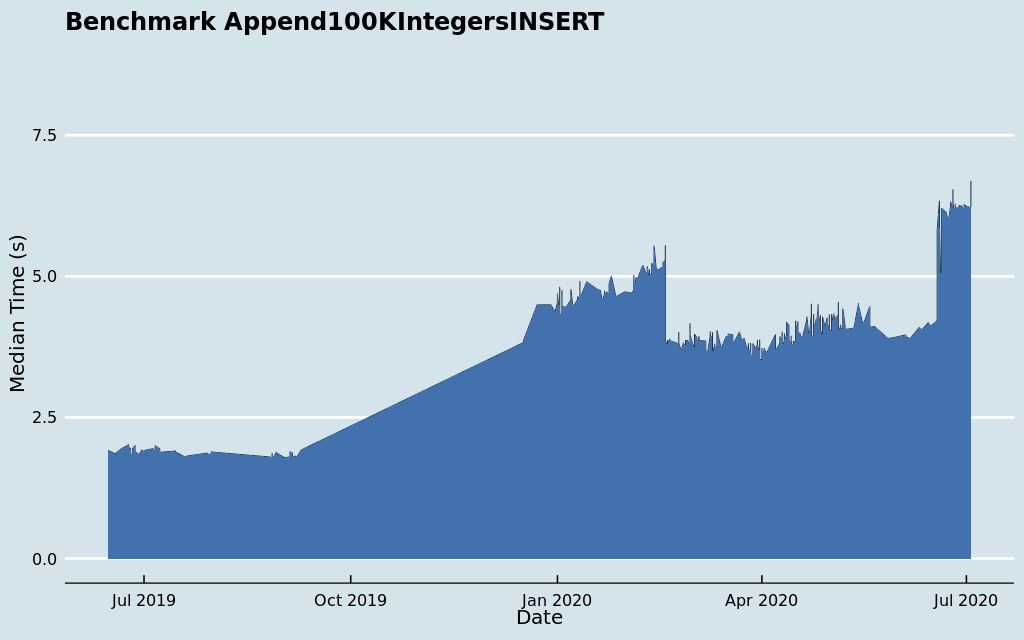 Benchmark Append100KIntegersINSERT
7.5
5.0
2.5
0.0
Median Time (s)
Jul 2019 Oct 2019 Jan 2020 Apr 2020 Jul 2020
Date